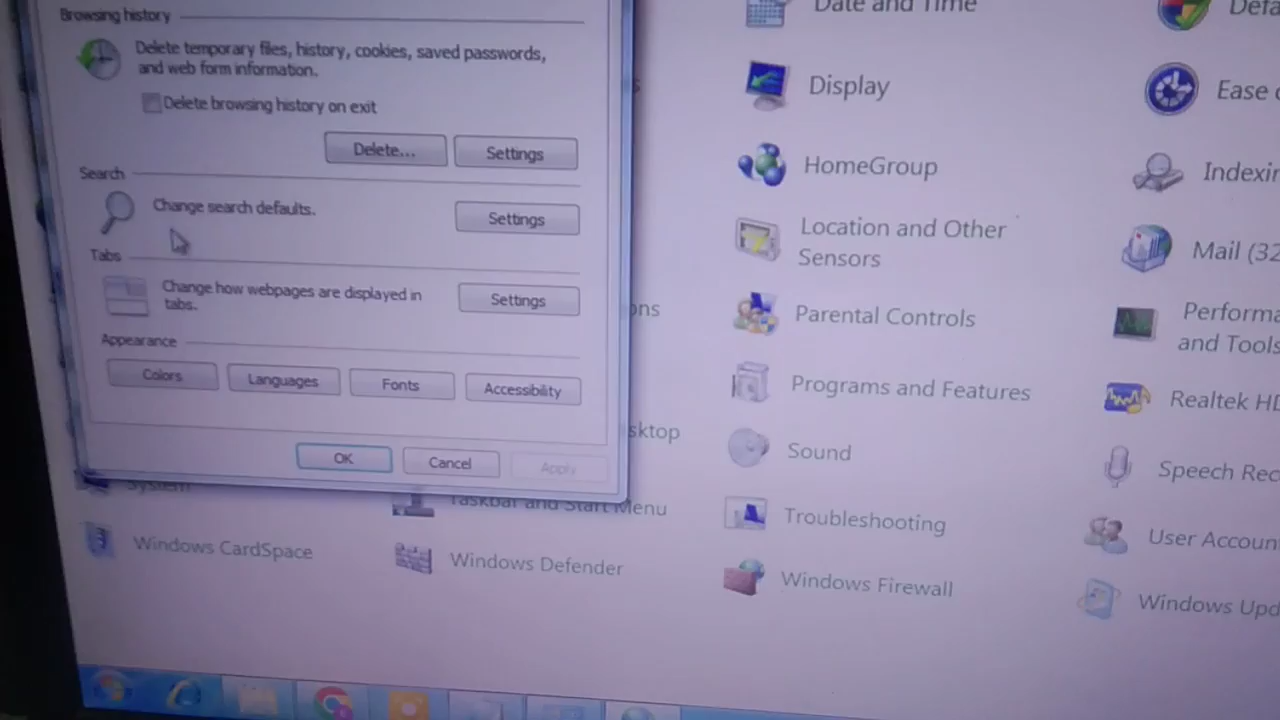 Browsing history
Delete temporary files, history, cookies, saved passwords,
and web form information.
Delete browsing history on exit
Delete...
Settings
Search
Change search defaults.
Settings
Tabs
Change how webpages are displayed in
tabs.
Settings
Appearance
Colors
Languages
Fonts
Accessibility
OK
Cancel
Apply
System
Windows CardSpace
ons
sktop
Taskbar and Start Menu
Windows Defender
Date and Time
Display
HomeGroup
Location and Other
Sensors
Parental Controls
Programs and Features
Sound
Troubleshooting
Windows Firewall
Defa
Ease
Indexin
Mail (32
Performa
and Tools
Realtek HD
Speech Rec
User Accoun
Windows Upd